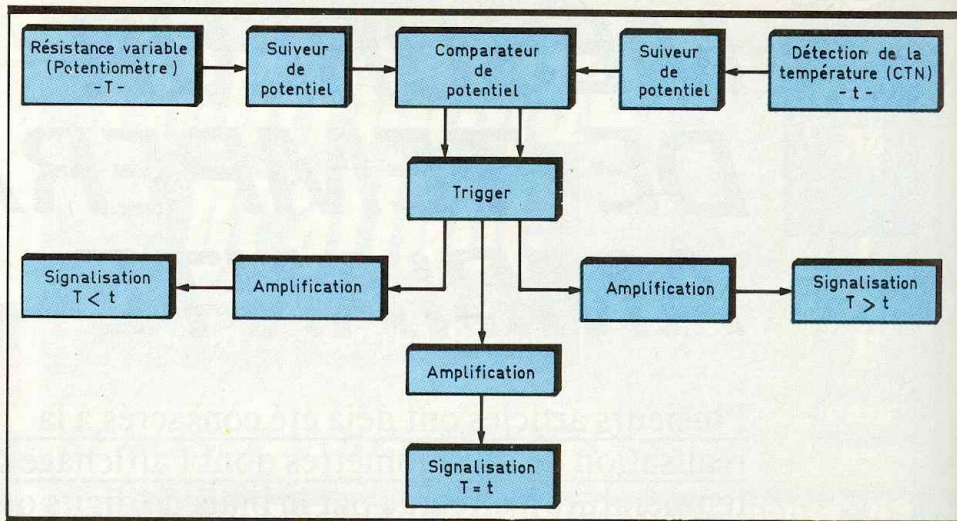 Résistance variable
(Potentiomètre)
-T-
Suiveur
de
potentiel
Comparateur
de
potentiel
Suiveur
de
potentiel
Détection de la
température (CTN)
- t -
Trigger
Signalisation
T < t
Amplification
Amplification
Signalisation
T > t
Amplification
Signalisation
T = t